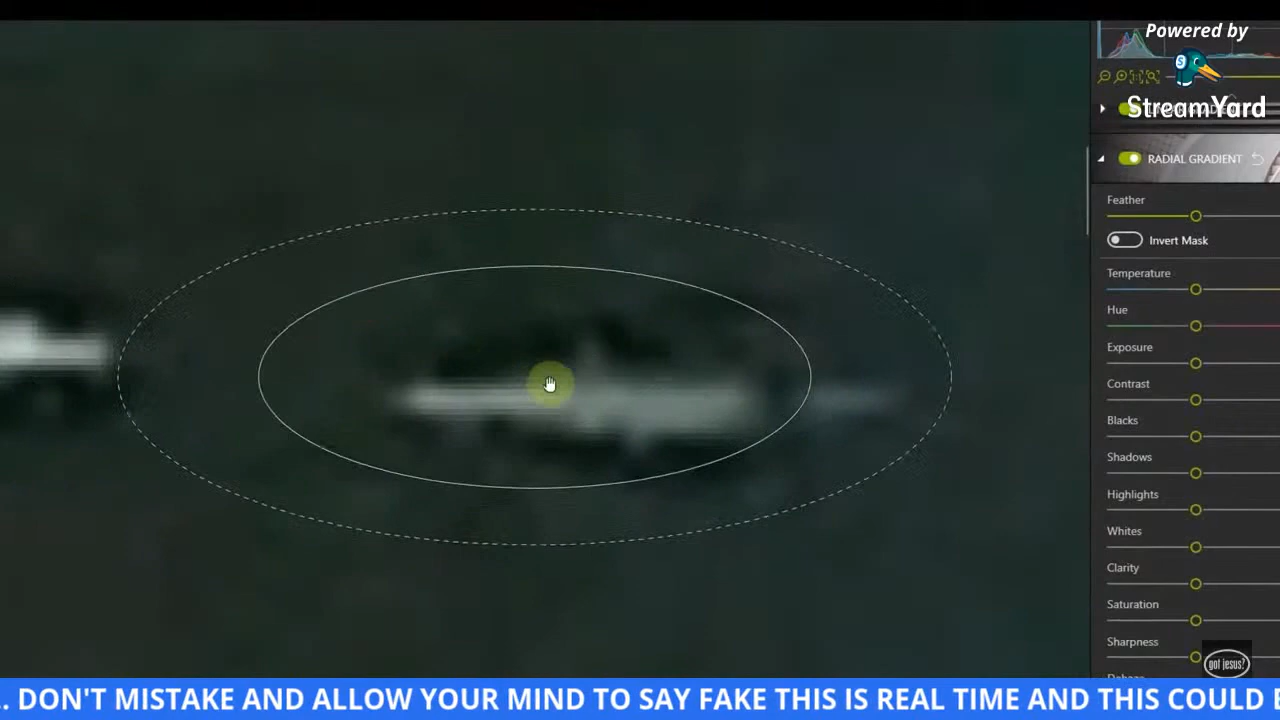 Powered by
StreamYard
RADIAL GRADIENT
Feather
Invert Mask
Temperature
Hue
Exposure
Contrast
Blacks
Shadows
Highlights
Whites
Clarity
Saturation
Sharpness
got jesus?
.. DON'T MISTAKE AND ALLOW YOUR MIND TO SAY FAKE THIS IS REAL TIME AND THIS COULD